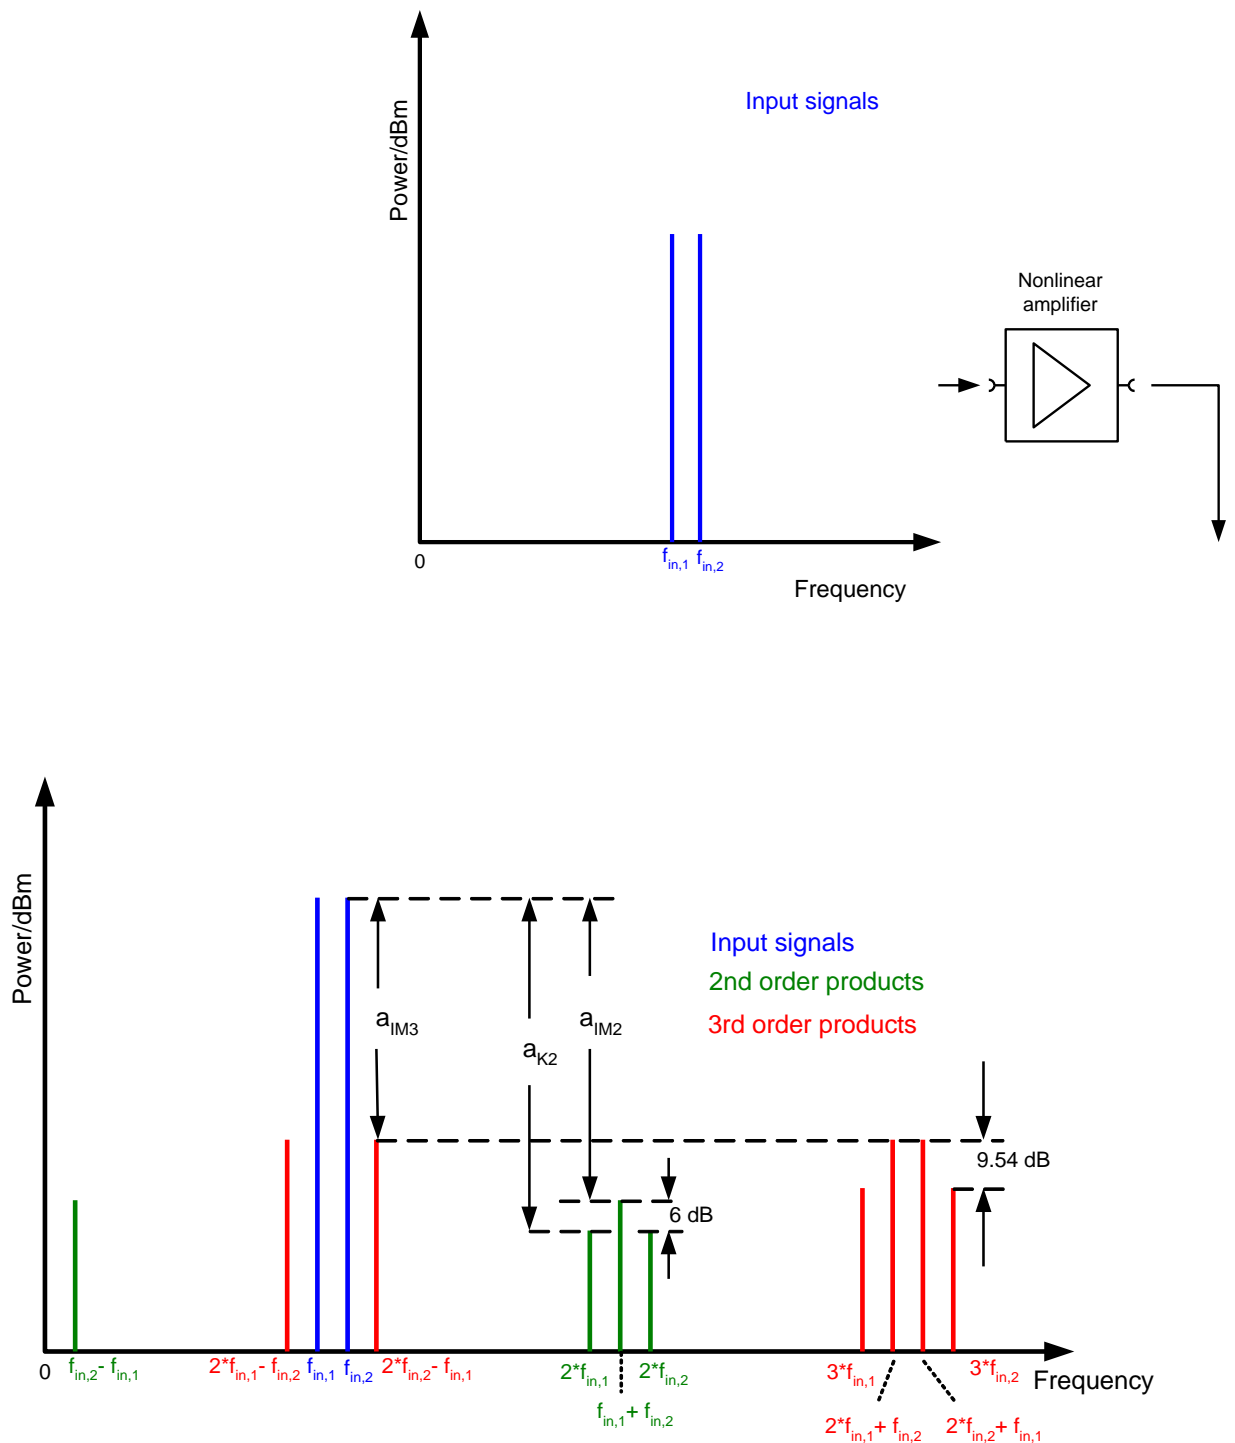 Power/dBm
Input signals
Nonlinear
amplifier
0
f_in,1 f_in,2
Frequency
Power/dBm
Input signals
2nd order products
3rd order products
a_IM3
a_IM2
a_K2
9.54 dB
6 dB
0
f_in,2- f_in,1
2*f_in,1- f_in,2
f_in,1
f_in,2
2*f_in,2- f_in,1
2*f_in,1
2*f_in,2
f_in,1+ f_in,2
3*f_in,1
3*f_in,2
Frequency
2*f_in,1+ f_in,2
2*f_in,2+ f_in,1